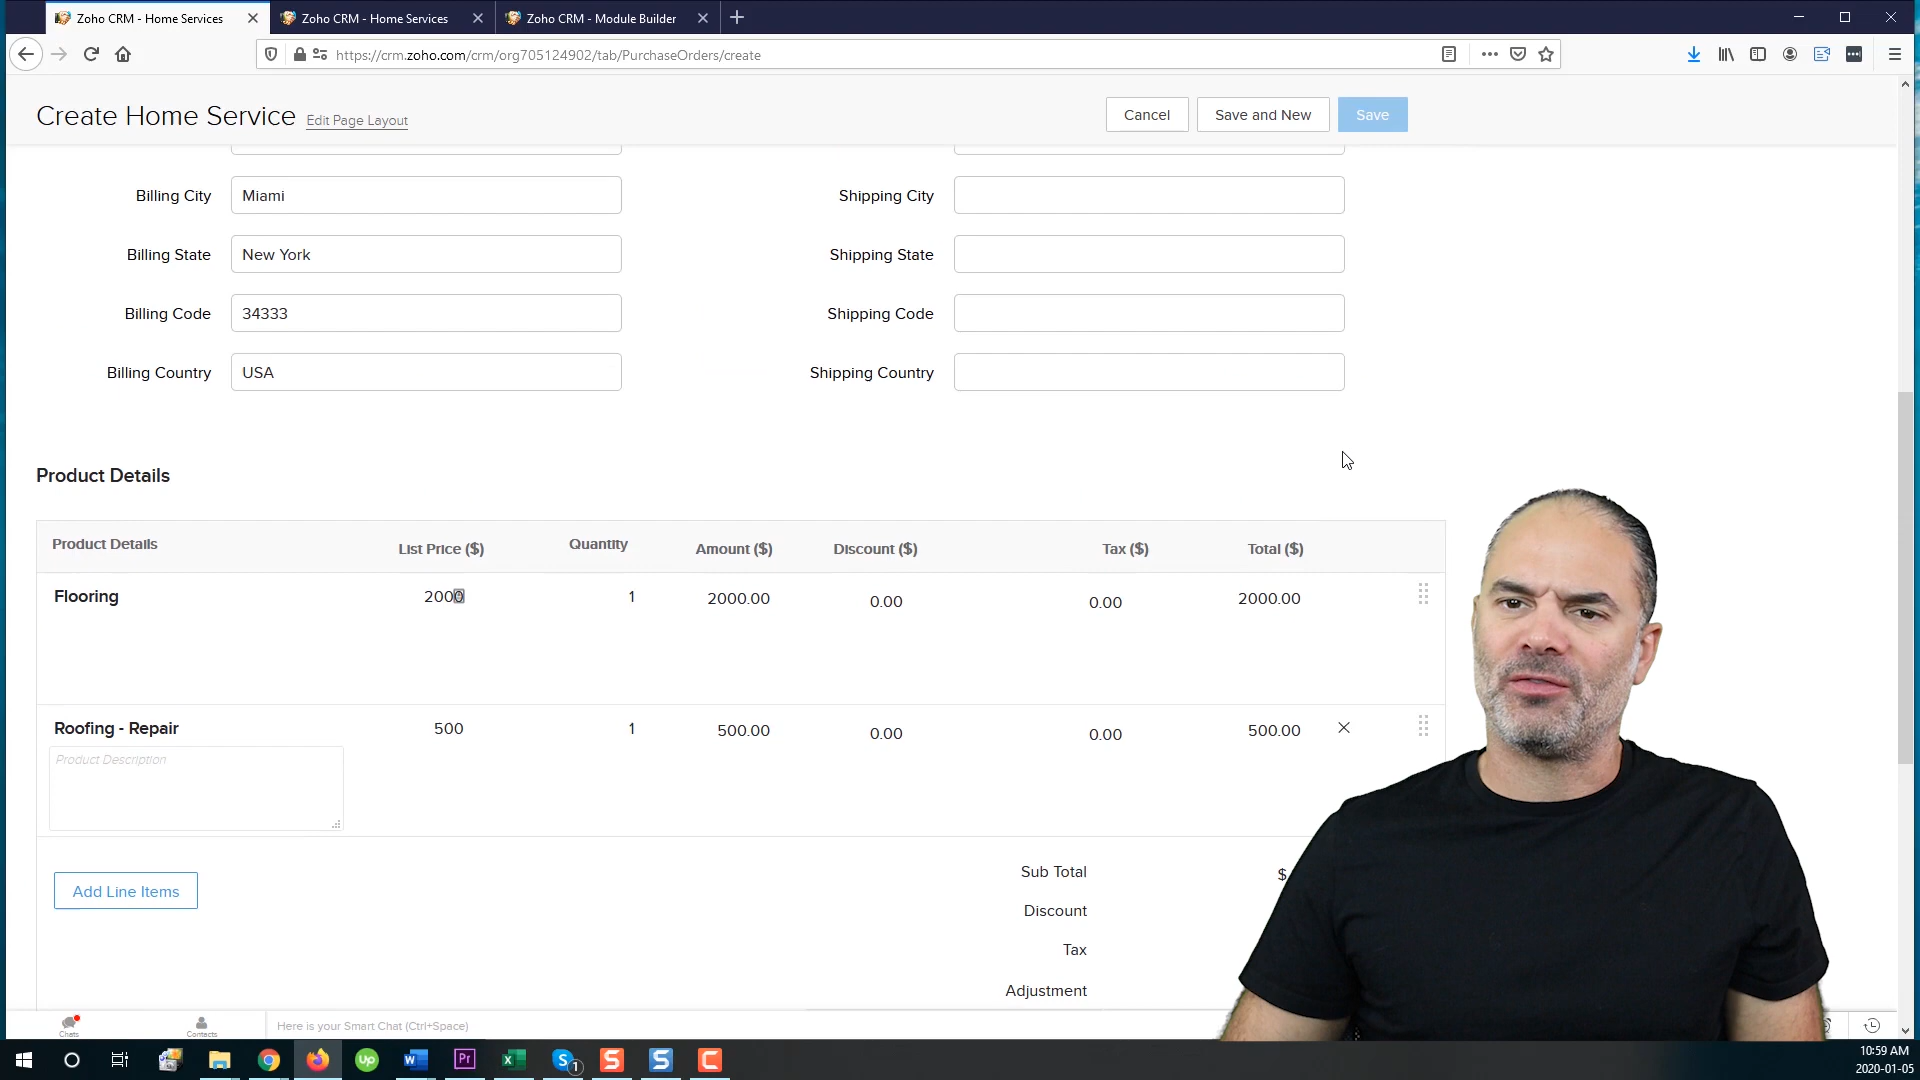 Zoho CRM - Home Services
Zoho CRM - Home Services
Zoho CRM - Module Builder
https://crm.zoho.com/crm/org705124902/tab/PurchaseOrders/create
Create Home Service
Edit Page Layout
Cancel
Save and New
Save
Billing City
Miami
Shipping City
Billing State
New York
Shipping State
Billing Code
34333
Shipping Code
Billing Country
USA
Shipping Country
Product Details
Product Details
List Price ($)
Quantity
Amount ($)
Discount ($)
Tax ($)
Total ($)
Flooring
2000
1
2000.00
0.00
0.00
2000.00
Roofing - Repair
500
1
500.00
0.00
0.00
500.00
Product Description
Add Line Items
Sub Total
$
Discount
Tax
Adjustment
Chats
Contacts
Here is your Smart Chat (Ctrl+Space)
up
W
Pr
X
S
1
S
S
C
10:59 AM
2020-01-05